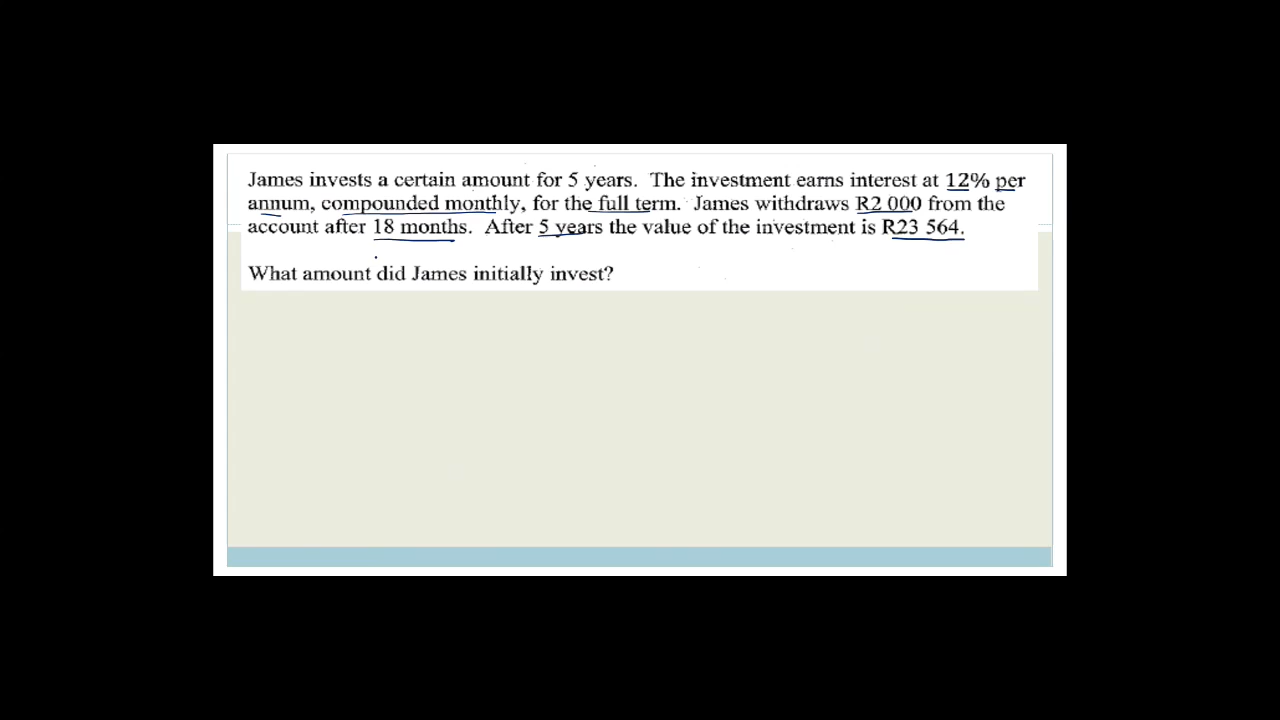 James invests a certain amount for 5 years. The investment earns interest at 12% per
annum, compounded monthly, for the full term. James withdraws R2 000 from the
account after 18 months. After 5 years the value of the investment is R23 564.
What amount did James initially invest?